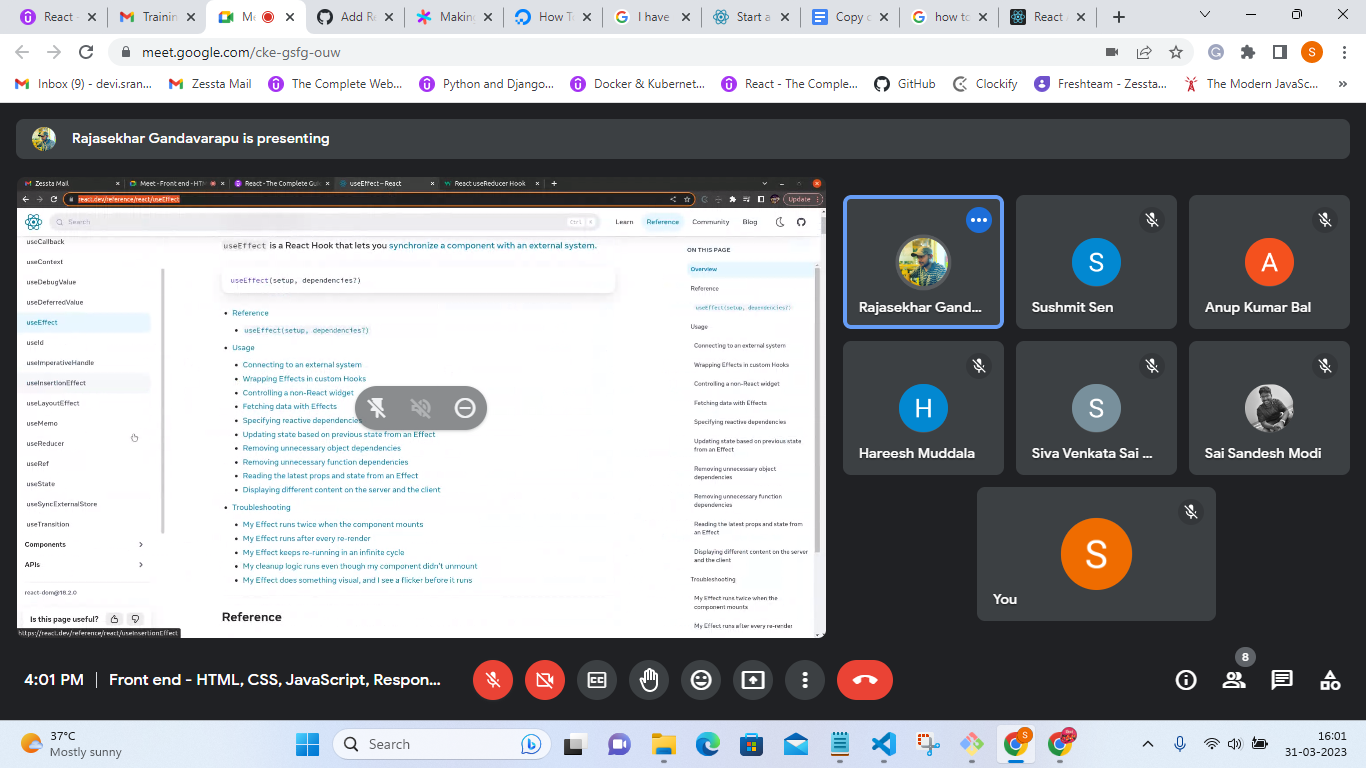 React - 
Training
Me
Add Re
Making
How To
I have
Start a
Copy o
how to
React A
meet.google.com/cke-gsfg-ouw
S
Inbox (9) - devi.sran...
Zessta Mail
The Complete Web...
Python and Django...
Docker & Kubernet...
React - The Comple...
GitHub
Clockify
Freshteam - Zessta...
The Modern JavaSc...
»
Rajasekhar Gandavarapu is presenting
Zessta Mail
Meet - Front end - HTM
React - The Complete Gui
useEffect – React
React useReducer Hook
react.dev/reference/react/useEffect
Update
Search
Ctrl K
Learn
Reference
Community
Blog
useCallback
useContext
useDebugValue
useDeferredValue
useEffect
useId
useImperativeHandle
useInsertionEffect
useLayoutEffect
useMemo
useReducer
useRef
useState
useSyncExternalStore
useTransition
Components
APIs
react-dom@18.2.0
Is this page useful?
https://react.dev/reference/react/useInsertionEffect
useEffect is a React Hook that lets you synchronize a component with an external system.
useEffect(setup, dependencies?)
• Reference
• useEffect(setup, dependencies?)
• Usage
• Connecting to an external system
• Wrapping Effects in custom Hooks
• Controlling a non-React widget
• Fetching data with Effects
• Specifying reactive dependencies
• Updating state based on previous state from an Effect
• Removing unnecessary object dependencies
• Removing unnecessary function dependencies
• Reading the latest props and state from an Effect
• Displaying different content on the server and the client
• Troubleshooting
• My Effect runs twice when the component mounts
• My Effect runs after every re-render
• My Effect keeps re-running in an infinite cycle
• My cleanup logic runs even though my component didn't unmount
• My Effect does something visual, and I see a flicker before it runs
Reference
ON THIS PAGE
Overview
Reference
useEffect(setup, dependencies?)
Usage
Connecting to an external system
Wrapping Effects in custom Hooks
Controlling a non-React widget
Fetching data with Effects
Specifying reactive dependencies
Updating state based on previous state
from an Effect
Removing unnecessary object
dependencies
Removing unnecessary function
dependencies
Reading the latest props and state from
an Effect
Displaying different content on the server
and the client
Troubleshooting
My Effect runs twice when the
component mounts
My Effect runs after every re-render
Rajasekhar Gand...
S
Sushmit Sen
A
Anup Kumar Bal
H
Hareesh Muddala
S
Siva Venkata Sai ...
Sai Sandesh Modi
S
You
4:01 PM
Front end - HTML, CSS, JavaScript, Respon...
8
37°C
Mostly sunny
Search
S
16:01
31-03-2023